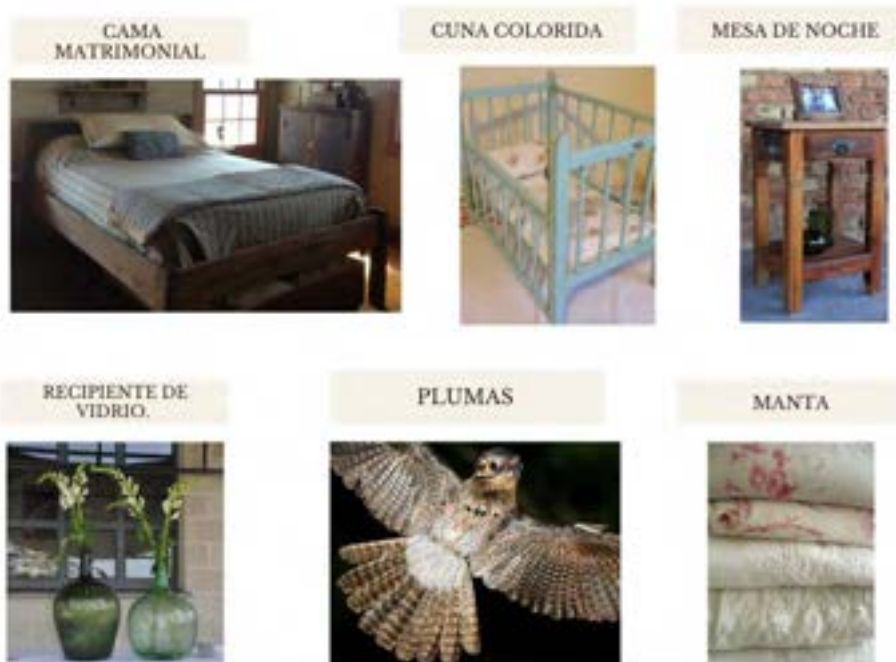 CAMA
MATRIMONIAL
CUNA COLORIDA
MESA DE NOCHE
RECIPIENTE DE
VIDRIO.
PLUMAS
MANTA